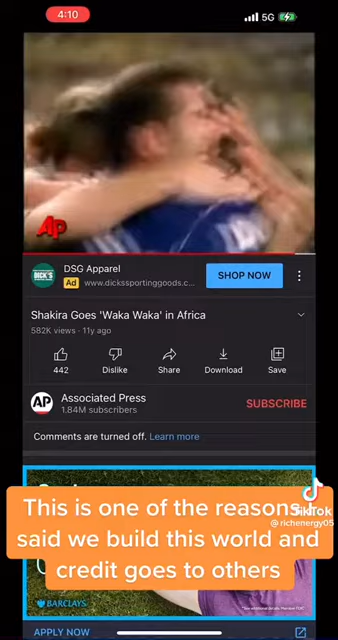 4:10
5G
AP
DICK'S
DSG Apparel
Ad www.dickssportinggoods.c...
SHOP NOW
Shakira Goes 'Waka Waka' in Africa
582K views · 11y ago
442
Dislike
Share
Download
Save
AP
Associated Press
1.84M subscribers
SUBSCRIBE
Comments are turned off. Learn more
This is one of the reasons I
said we build this world and
credit goes to others
TikTok
@richenergy05
BARCLAYS
APPLY NOW